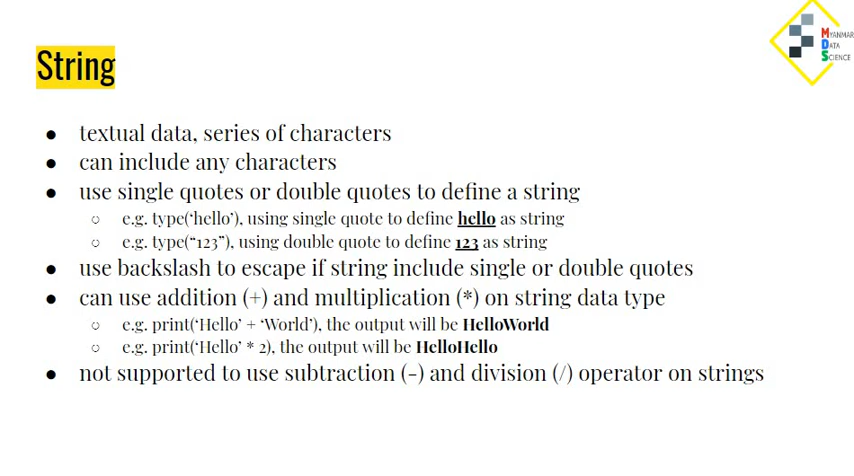 MYANMAR
DATA
SCIENCE
String
● textual data, series of characters
● can include any characters
● use single quotes or double quotes to define a string
○ e.g. type(‘hello’), using single quote to define hello as string
○ e.g. type(“123”), using double quote to define 123 as string
● use backslash to escape if string include single or double quotes
● can use addition (+) and multiplication (*) on string data type
○ e.g. print(‘Hello’ + ‘World’), the output will be HelloWorld
○ e.g. print(‘Hello’ * 2), the output will be HelloHello
● not supported to use subtraction (-) and division (/) operator on strings